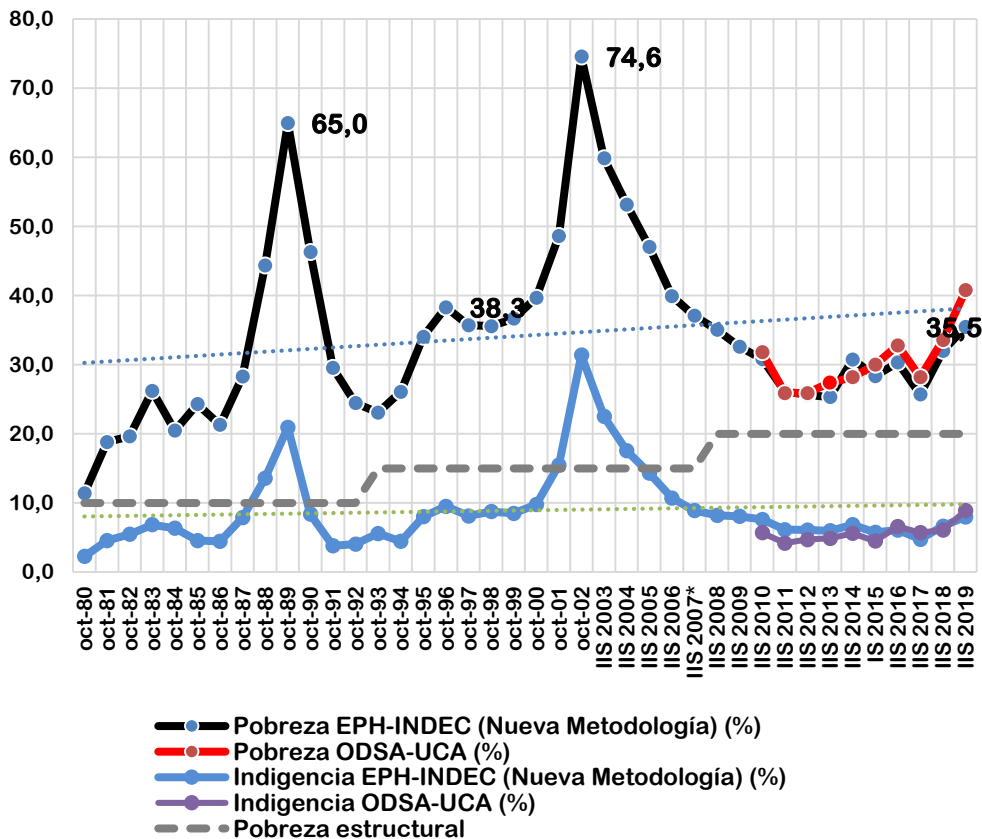 80,0
70,0
60,0
50,0
40,0
30,0
20,0
10,0
0,0
65,0
38,3
74,6
35,5
oct-80
oct-81
oct-82
oct-83
oct-84
oct-85
oct-86
oct-87
oct-88
oct-89
oct-90
oct-91
oct-92
oct-93
oct-94
oct-95
oct-96
oct-97
oct-98
oct-99
oct-00
oct-01
oct-02
IIS 2003
IIS 2004
IIS 2005
IIS 2006
IIS 2007*
IIS 2008
IIS 2009
IIS 2010
IIS 2011
IIS 2012
IIS 2013
IIS 2014
IS 2015
IIS 2016
IIS 2017
IIS 2018
IIS 2019
Pobreza EPH-INDEC (Nueva Metodología) (%)
Pobreza ODSA-UCA (%)
Indigencia EPH-INDEC (Nueva Metodología) (%)
Indigencia ODSA-UCA (%)
Pobreza estructural